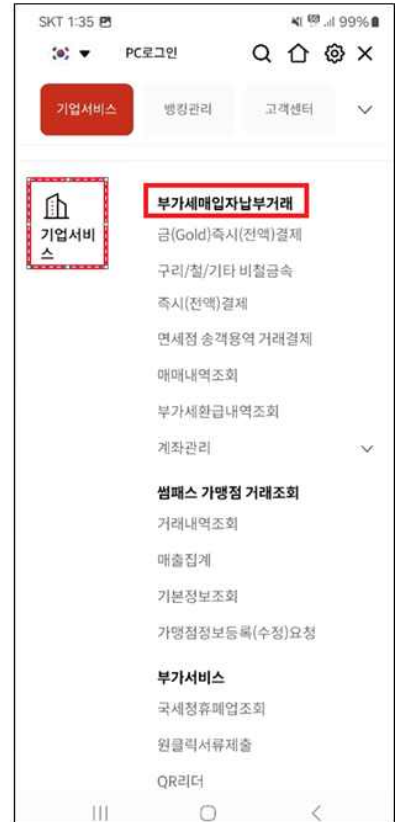 SKT 1:35
99%
PC로그인
기업서비스
뱅킹관리
고객센터
기업서비
스
부가세매입자납부거래
금(Gold)즉시(전액)결제
구리/철/기타 비철금속
즉시(전액)결제
면세점 송객용역 거래결제
매매내역조회
부가세환급내역조회
계좌관리
썸패스 가맹점 거래조회
거래내역조회
매출집계
기본정보조회
가맹점정보등록(수정)요청
부가서비스
국세청휴폐업조회
원클릭서류제출
QR리더